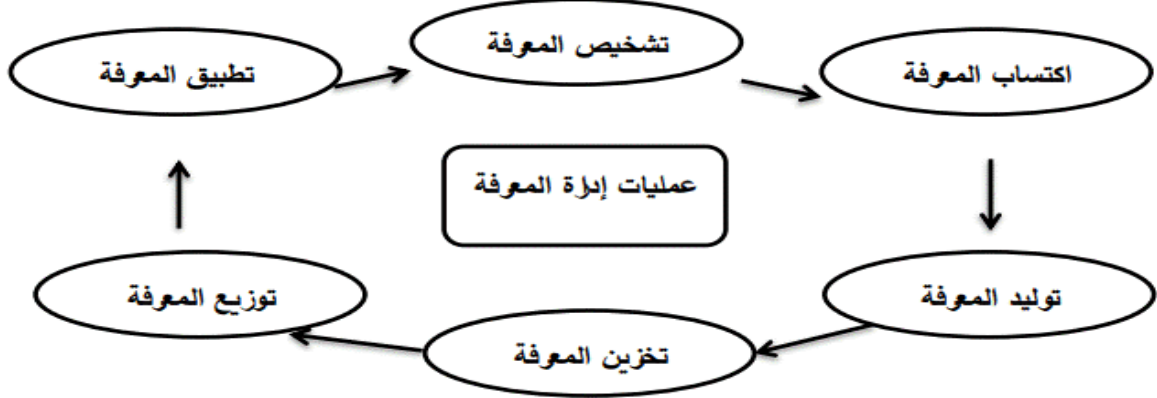 تشخيص المعرفة
اكتساب المعرفة
تطبيق المعرفة
عمليات إدارة المعرفة
توليد المعرفة
توزيع المعرفة
تخزين المعرفة